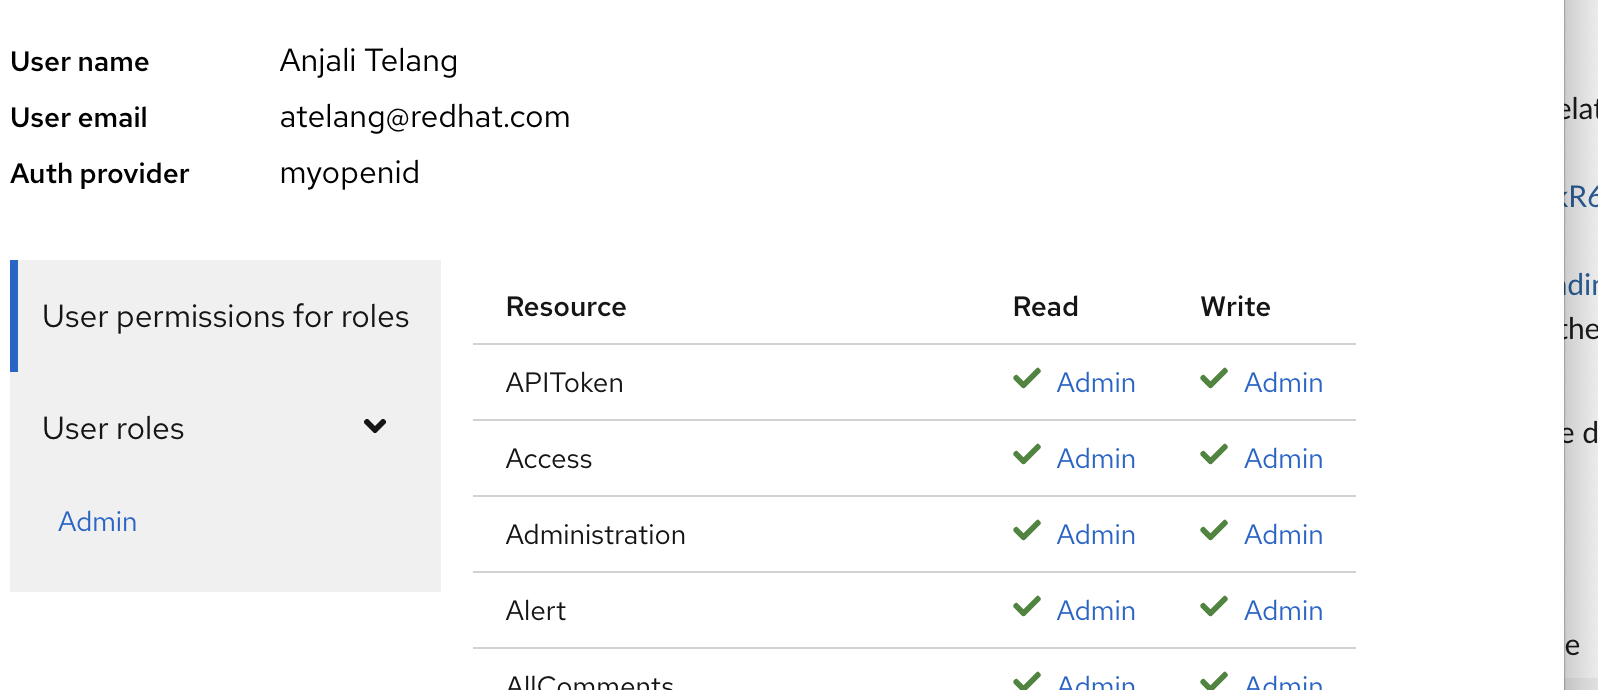 User name Anjali Telang
User email atelang@redhat.com
Auth provider myopenid
User permissions for roles
User roles
Admin
Resource Read Write
APIToken Admin Admin
Access Admin Admin
Administration Admin Admin
Alert Admin Admin
AllComments Admin Admin